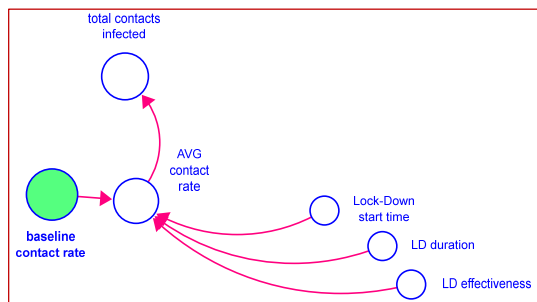 total contacts
infected
AVG
contact
rate
baseline
contact rate
Lock-Down
start time
LD duration
LD effectiveness